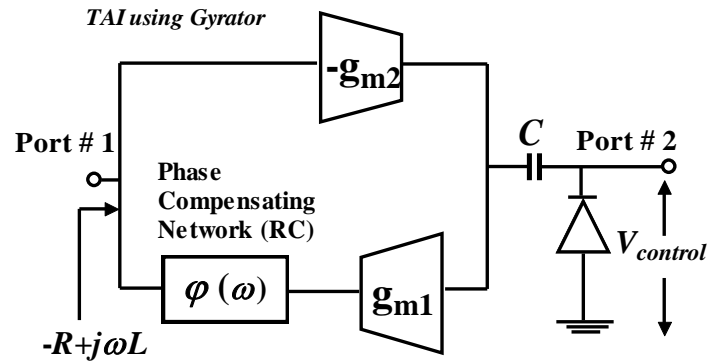 TAI using Gyrator
-gm2
C
Port # 2
Port # 1
Phase
Compensating
Network (RC)
Vcontrol
φ (ω)
gm1
-R+jωL